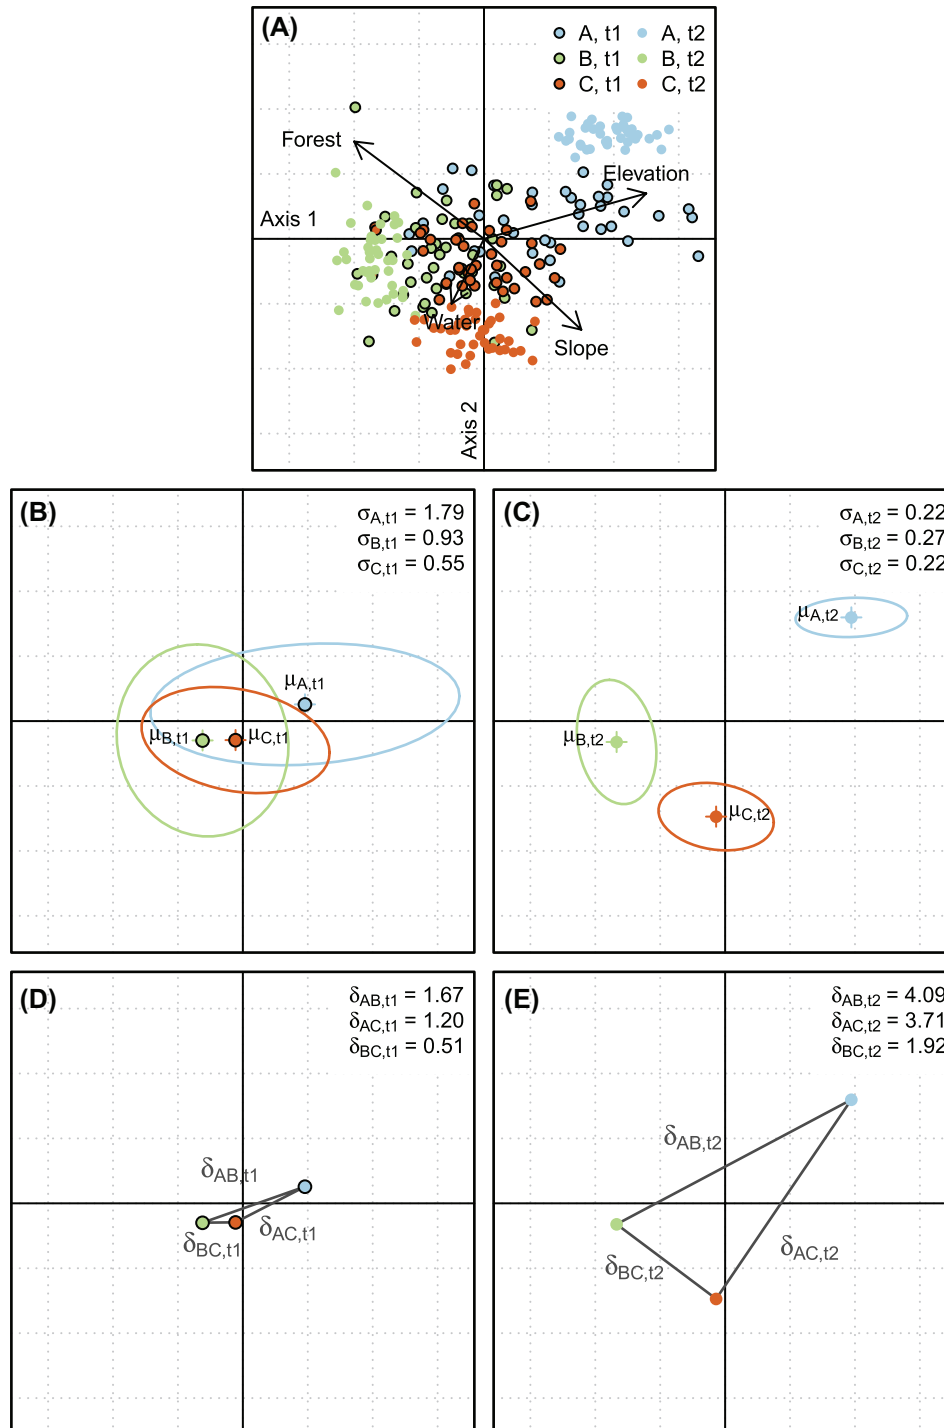 (A)
A, t1 A, t2
B, t1 B, t2
C, t1 C, t2
Forest
Elevation
Axis 1
Water
Slope
Axis 2
(B)
σA,t1 = 1.79
σB,t1 = 0.93
σC,t1 = 0.55
μA,t1
μB,t1 μC,t1
(C)
σA,t2 = 0.22
σB,t2 = 0.27
σC,t2 = 0.22
μA,t2
μB,t2
μC,t2
(D)
δAB,t1 = 1.67
δAC,t1 = 1.20
δBC,t1 = 0.51
δAB,t1
δAC,t1
δBC,t1
(E)
δAB,t2 = 4.09
δAC,t2 = 3.71
δBC,t2 = 1.92
δAB,t2
δAC,t2
δBC,t2